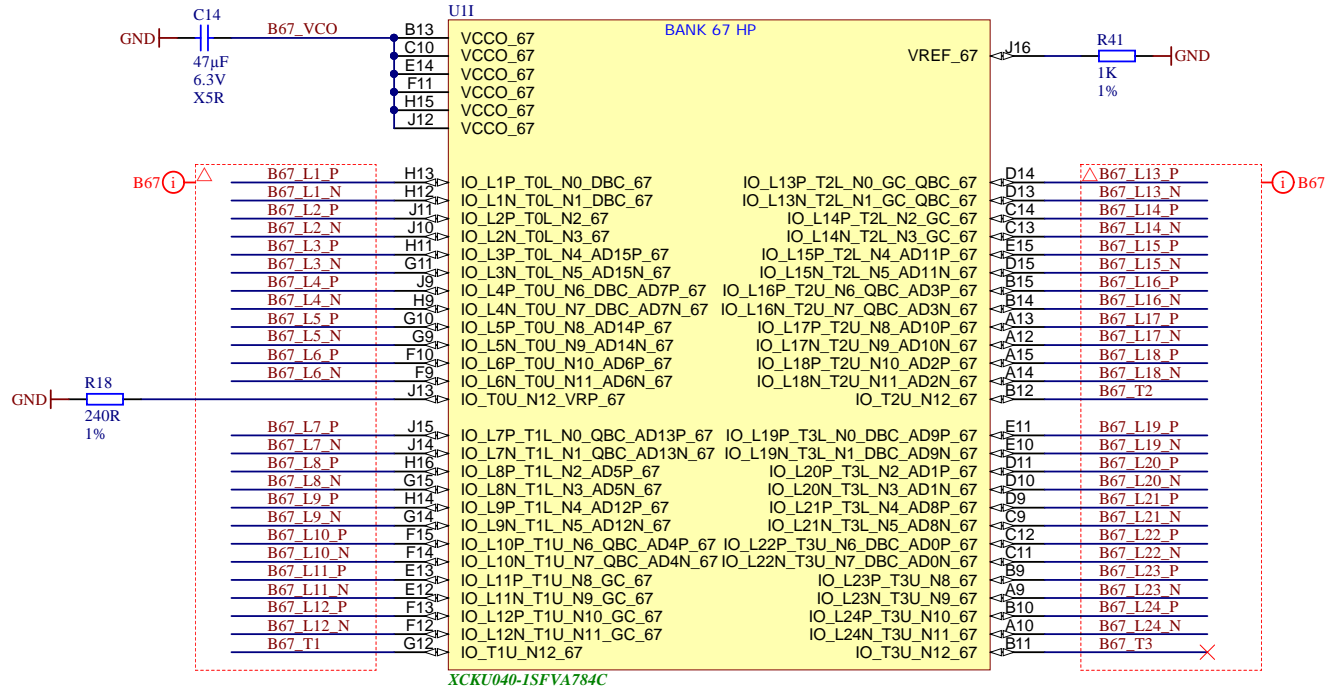 C14
GND
B67_VCO
47µF
6.3V
X5R
U1I
BANK 67 HP
B13 VCCO_67
C10 VCCO_67
E14 VCCO_67
F11 VCCO_67
H15 VCCO_67
J12 VCCO_67
VREF_67 J16
R41
GND
1K
1%
B67 i
i B67
B67_L1_P H13 IO_L1P_T0L_N0_DBC_67 IO_L13P_T2L_N0_GC_QBC_67 D14 B67_L13_P
B67_L1_N H12 IO_L1N_T0L_N1_DBC_67 IO_L13N_T2L_N1_GC_QBC_67 D13 B67_L13_N
B67_L2_P J11 IO_L2P_T0L_N2_67 IO_L14P_T2L_N2_GC_67 C14 B67_L14_P
B67_L2_N J10 IO_L2N_T0L_N3_67 IO_L14N_T2L_N3_GC_67 C13 B67_L14_N
B67_L3_P H11 IO_L3P_T0L_N4_AD15P_67 IO_L15P_T2L_N4_AD11P_67 E15 B67_L15_P
B67_L3_N G11 IO_L3N_T0L_N5_AD15N_67 IO_L15N_T2L_N5_AD11N_67 D15 B67_L15_N
B67_L4_P J9 IO_L4P_T0U_N6_DBC_AD7P_67 IO_L16P_T2U_N6_QBC_AD3P_67 B15 B67_L16_P
B67_L4_N H9 IO_L4N_T0U_N7_DBC_AD7N_67 IO_L16N_T2U_N7_QBC_AD3N_67 B14 B67_L16_N
B67_L5_P G10 IO_L5P_T0U_N8_AD14P_67 IO_L17P_T2U_N8_AD10P_67 A13 B67_L17_P
B67_L5_N G9 IO_L5N_T0U_N9_AD14N_67 IO_L17N_T2U_N9_AD10N_67 A12 B67_L17_N
B67_L6_P F10 IO_L6P_T0U_N10_AD6P_67 IO_L18P_T2U_N10_AD2P_67 A15 B67_L18_P
B67_L6_N F9 IO_L6N_T0U_N11_AD6N_67 IO_L18N_T2U_N11_AD2N_67 A14 B67_L18_N
R18
GND J13 IO_T0U_N12_VRP_67 IO_T2U_N12_67 B12 B67_T2
240R
1%
B67_L7_P J15 IO_L7P_T1L_N0_QBC_AD13P_67 IO_L19P_T3L_N0_DBC_AD9P_67 E11 B67_L19_P
B67_L7_N J14 IO_L7N_T1L_N1_QBC_AD13N_67 IO_L19N_T3L_N1_DBC_AD9N_67 E10 B67_L19_N
B67_L8_P H16 IO_L8P_T1L_N2_AD5P_67 IO_L20P_T3L_N2_AD1P_67 D11 B67_L20_P
B67_L8_N G15 IO_L8N_T1L_N3_AD5N_67 IO_L20N_T3L_N3_AD1N_67 D10 B67_L20_N
B67_L9_P H14 IO_L9P_T1L_N4_AD12P_67 IO_L21P_T3L_N4_AD8P_67 D9 B67_L21_P
B67_L9_N G14 IO_L9N_T1L_N5_AD12N_67 IO_L21N_T3L_N5_AD8N_67 C9 B67_L21_N
B67_L10_P F15 IO_L10P_T1U_N6_QBC_AD4P_67 IO_L22P_T3U_N6_DBC_AD0P_67 C12 B67_L22_P
B67_L10_N F14 IO_L10N_T1U_N7_QBC_AD4N_67 IO_L22N_T3U_N7_DBC_AD0N_67 C11 B67_L22_N
B67_L11_P E13 IO_L11P_T1U_N8_GC_67 IO_L23P_T3U_N8_67 B9 B67_L23_P
B67_L11_N E12 IO_L11N_T1U_N9_GC_67 IO_L23N_T3U_N9_67 A9 B67_L23_N
B67_L12_P F13 IO_L12P_T1U_N10_GC_67 IO_L24P_T3U_N10_67 B10 B67_L24_P
B67_L12_N F12 IO_L12N_T1U_N11_GC_67 IO_L24N_T3U_N11_67 A10 B67_L24_N
B67_T1 G12 IO_T1U_N12_67 IO_T3U_N12_67 B11 B67_T3
XCKU040-1SFVA784C